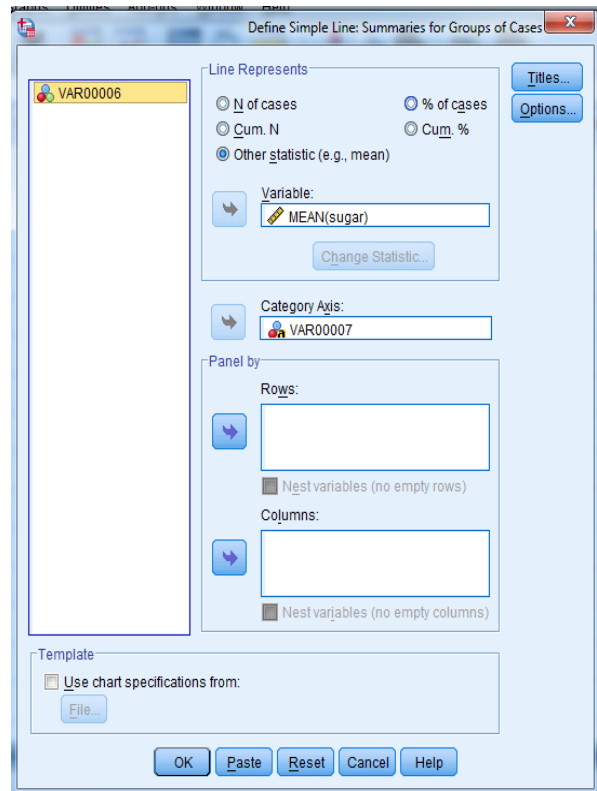 Define Simple Line: Summaries for Groups of Cases
VAR00006
Line Represents
N of cases
% of cases
Cum. N
Cum. %
Other statistic (e.g., mean)
Variable:
MEAN(sugar)
Change Statistic...
Category Axis:
VAR00007
Panel by
Rows:
Nest variables (no empty rows)
Columns:
Nest variables (no empty columns)
Titles...
Options...
Template
Use chart specifications from:
File...
OK Paste Reset Cancel Help